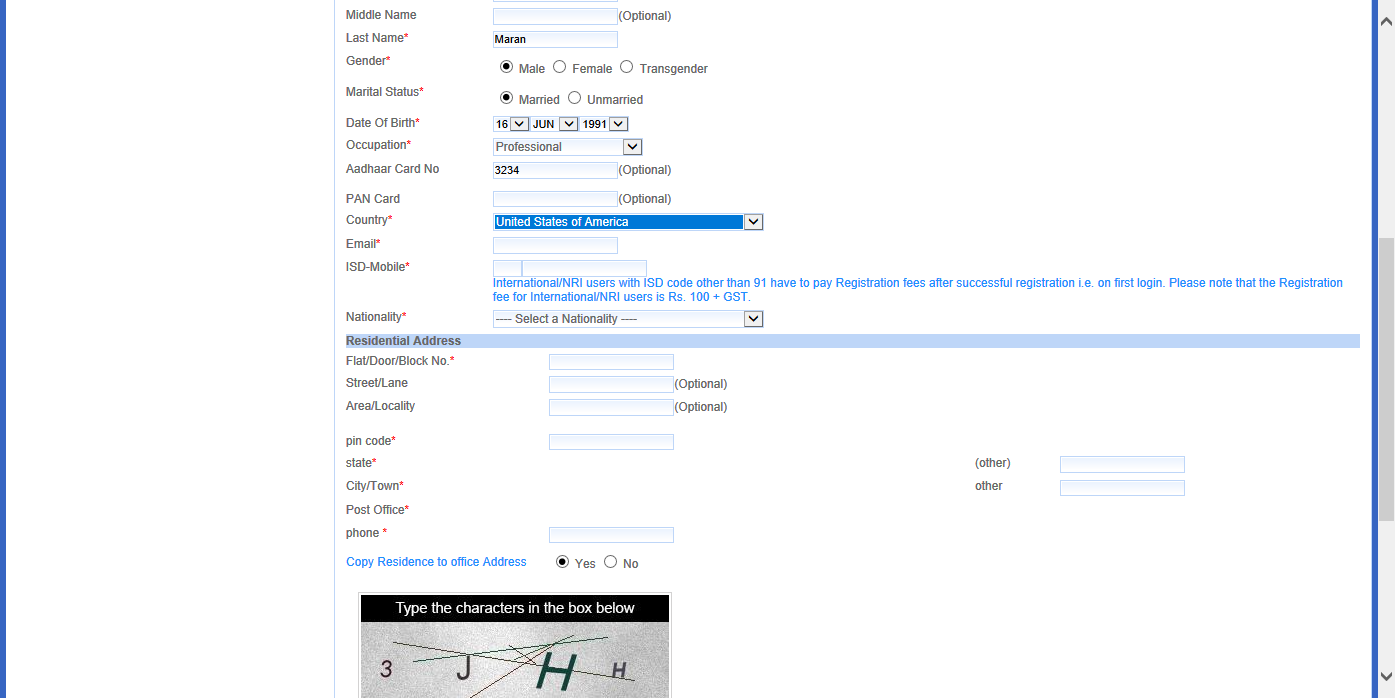 Middle Name (Optional)
Last Name* Maran
Gender* Male Female Transgender
Marital Status* Married Unmarried
Date Of Birth* 16 JUN 1991
Occupation* Professional
Aadhaar Card No 3234 (Optional)
PAN Card (Optional)
Country* United States of America
Email*
ISD-Mobile*
International/NRI users with ISD code other than 91 have to pay Registration fees after successful registration i.e. on first login. Please note that the Registration
fee for International/NRI users is Rs. 100 + GST.
Nationality* ---- Select a Nationality ----
Residential Address
Flat/Door/Block No.*
Street/Lane (Optional)
Area/Locality (Optional)
pin code*
state* (other)
City/Town* other
Post Office*
phone *
Copy Residence to office Address Yes No
Type the characters in the box below
3 J H H